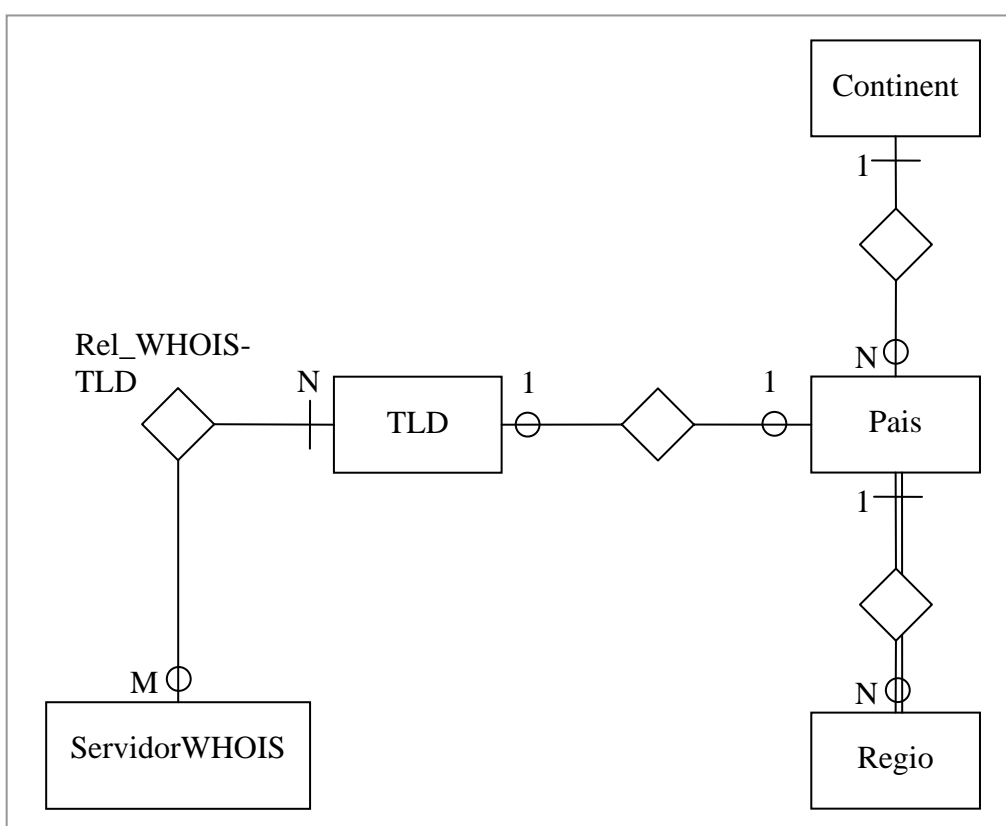 Continent
1
N
Rel_WHOIS-
TLD
N
TLD
1
1
Pais
1
M
ServidorWHOIS
N
Regio